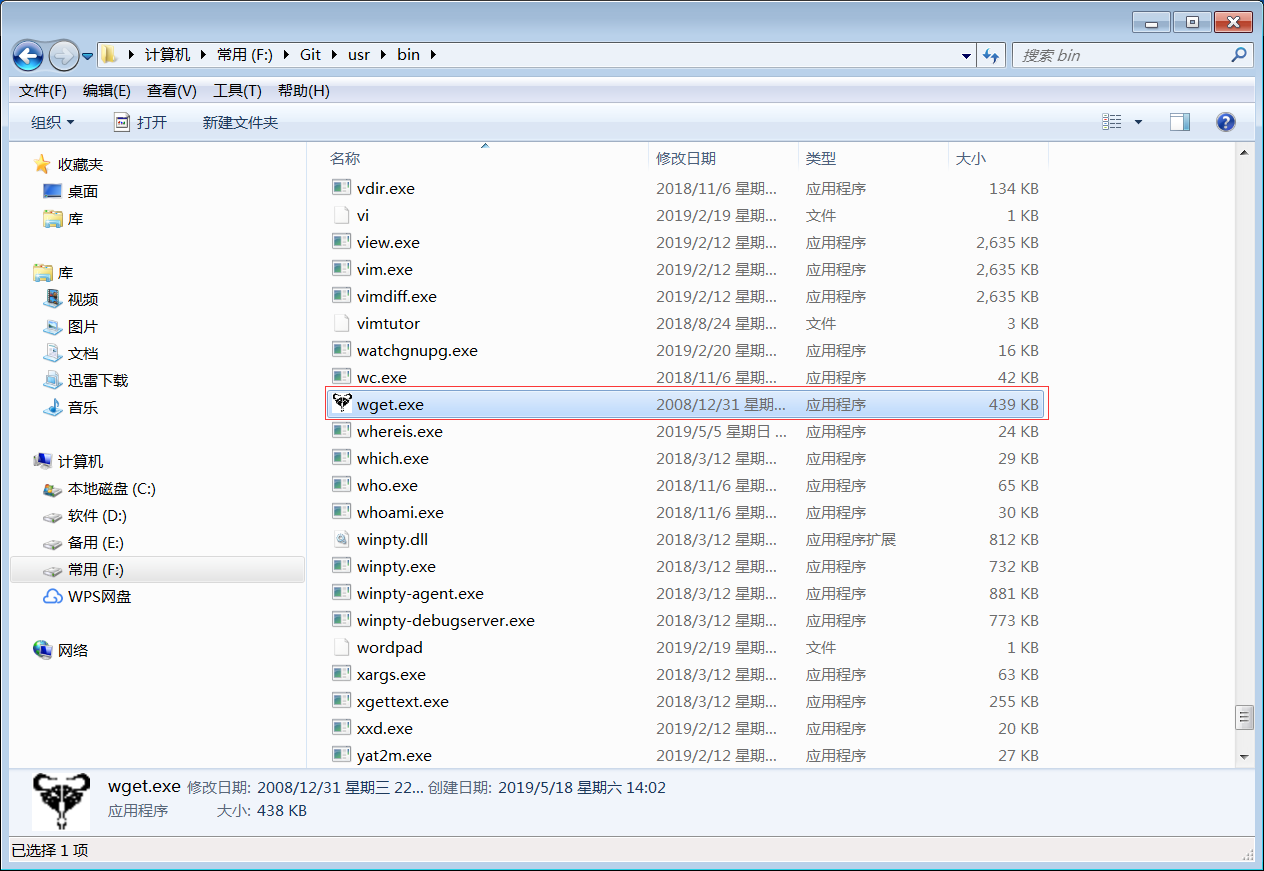 计算机 常用 (F:) Git usr bin 搜索 bin
文件(F) 编辑(E) 查看(V) 工具(T) 帮助(H)
组织 打开 新建文件夹
收藏夹
桌面
库
库
视频
图片
文档
迅雷下载
音乐
计算机
本地磁盘 (C:)
软件 (D:)
备用 (E:)
常用 (F:)
WPS网盘
网络
名称 修改日期 类型 大小
vdir.exe 2018/11/6 星期... 应用程序 134 KB
vi 2019/2/19 星期... 文件 1 KB
view.exe 2019/2/12 星期... 应用程序 2,635 KB
vim.exe 2019/2/12 星期... 应用程序 2,635 KB
vimdiff.exe 2019/2/12 星期... 应用程序 2,635 KB
vimtutor 2018/8/24 星期... 文件 3 KB
watchgnupg.exe 2019/2/20 星期... 应用程序 16 KB
wc.exe 2018/11/6 星期... 应用程序 42 KB
wget.exe 2008/12/31 星期... 应用程序 439 KB
whereis.exe 2019/5/5 星期日 ... 应用程序 24 KB
which.exe 2018/3/12 星期... 应用程序 29 KB
who.exe 2018/11/6 星期... 应用程序 65 KB
whoami.exe 2018/11/6 星期... 应用程序 30 KB
winpty.dll 2018/3/12 星期... 应用程序扩展 812 KB
winpty.exe 2018/3/12 星期... 应用程序 732 KB
winpty-agent.exe 2018/3/12 星期... 应用程序 881 KB
winpty-debugserver.exe 2018/3/12 星期... 应用程序 773 KB
wordpad 2019/2/19 星期... 文件 1 KB
xargs.exe 2018/3/12 星期... 应用程序 63 KB
xgettext.exe 2018/3/12 星期... 应用程序 255 KB
xxd.exe 2019/2/12 星期... 应用程序 20 KB
yat2m.exe 2019/2/12 星期... 应用程序 27 KB
wget.exe 修改日期: 2008/12/31 星期三 22... 创建日期: 2019/5/18 星期六 14:02
应用程序 大小: 438 KB
已选择 1 项